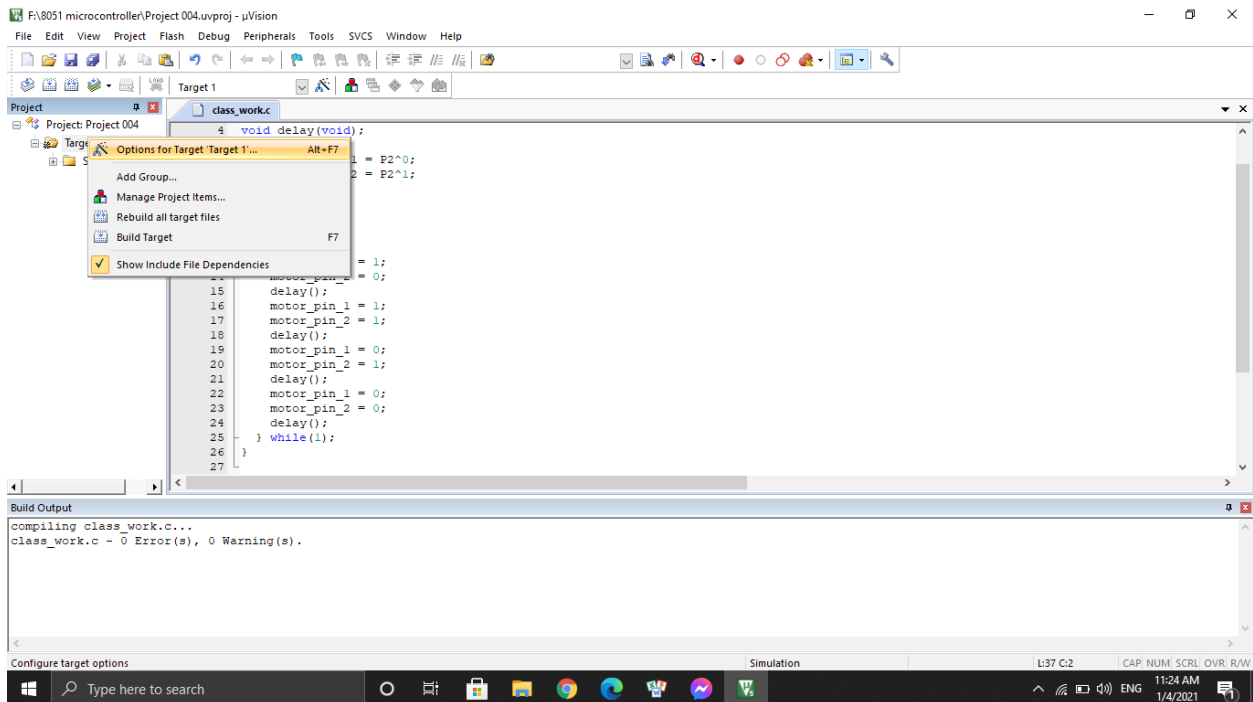 F:\8051 microcontroller\Project 004.uvproj - µVision
File Edit View Project Flash Debug Peripherals Tools SVCS Window Help
LOAD
Target 1
Project
class_work.c
Project: Project 004
Targe
S
Options for Target 'Target 1'... Alt+F7
Add Group...
Manage Project Items...
Rebuild all target files
Build Target F7
Show Include File Dependencies
4 void delay(void);
1 = P2^0;
2 = P2^1;
= 1;
14 motor_pin_2 = 0;
15 delay();
16 motor_pin_1 = 1;
17 motor_pin_2 = 1;
18 delay();
19 motor_pin_1 = 0;
20 motor_pin_2 = 1;
21 delay();
22 motor_pin_1 = 0;
23 motor_pin_2 = 0;
24 delay();
25 } while(1);
26 }
27
Build Output
compiling class_work.c...
class_work.c - 0 Error(s), 0 Warning(s).
Configure target options
Simulation
L:37 C:2
CAP NUM SCRL OVR R/W
Type here to search
ENG
11:24 AM
1/4/2021